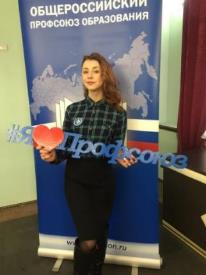 ОБЩЕРОССИЙСКИЙ
ПРОФСОЮЗ ОБРАЗОВАНИЯ
#Я❤Профсоюз